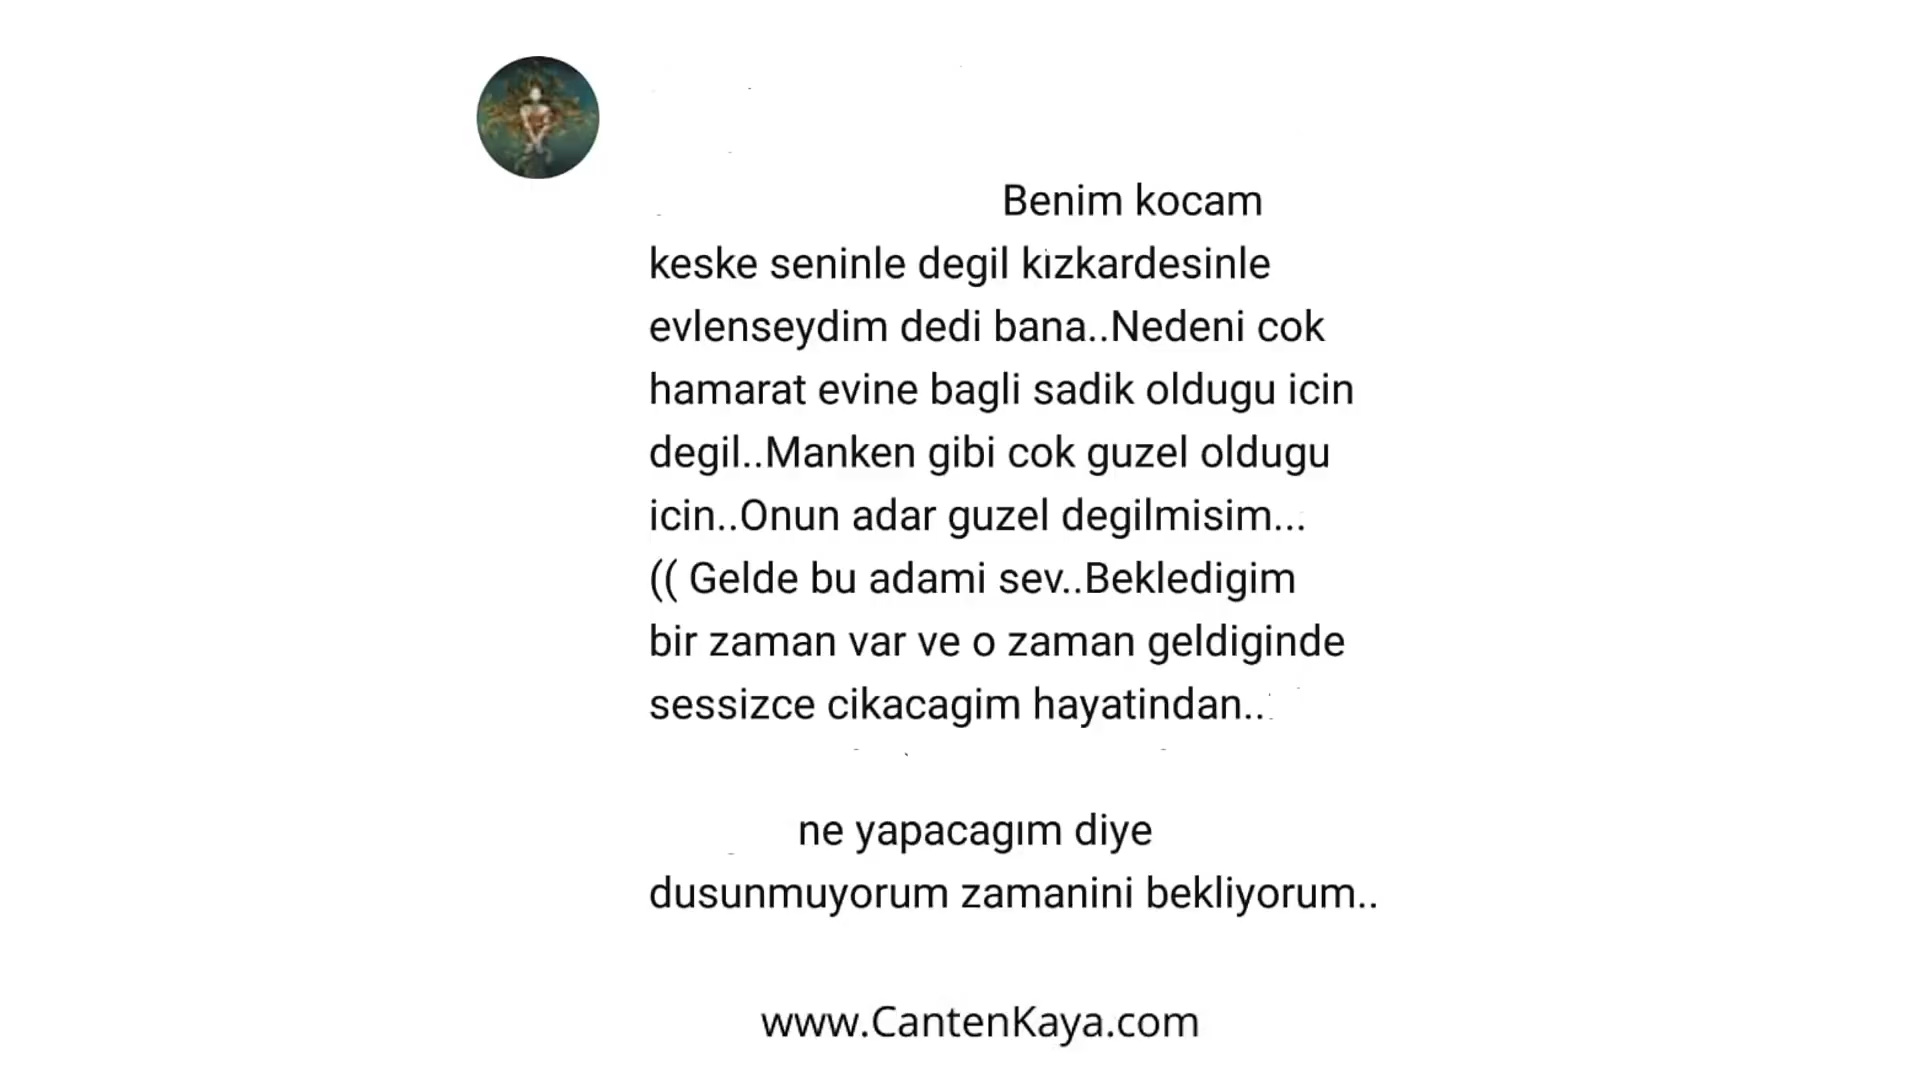 Benim kocam
keske seninle degil kizkardesinle
evlenseydim dedi bana..Nedeni cok
hamarat evine bagli sadik oldugu icin
degil..Manken gibi cok guzel oldugu
icin..Onun adar guzel degilmisim...
(( Gelde bu adami sev..Bekledigim
bir zaman var ve o zaman geldiginde
sessizce cikacagim hayatindan..
ne yapacagım diye
dusunmuyorum zamanini bekliyorum..
www.CantenKaya.com